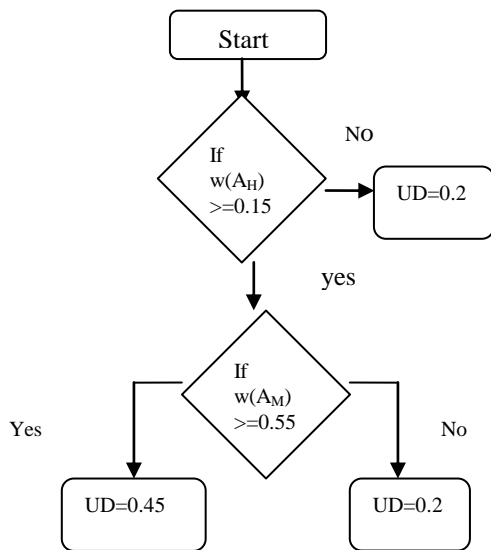 Start
If
w(A_H)
>=0.15
No
UD=0.2
yes
If
w(A_M)
>=0.55
Yes
No
UD=0.45
UD=0.2